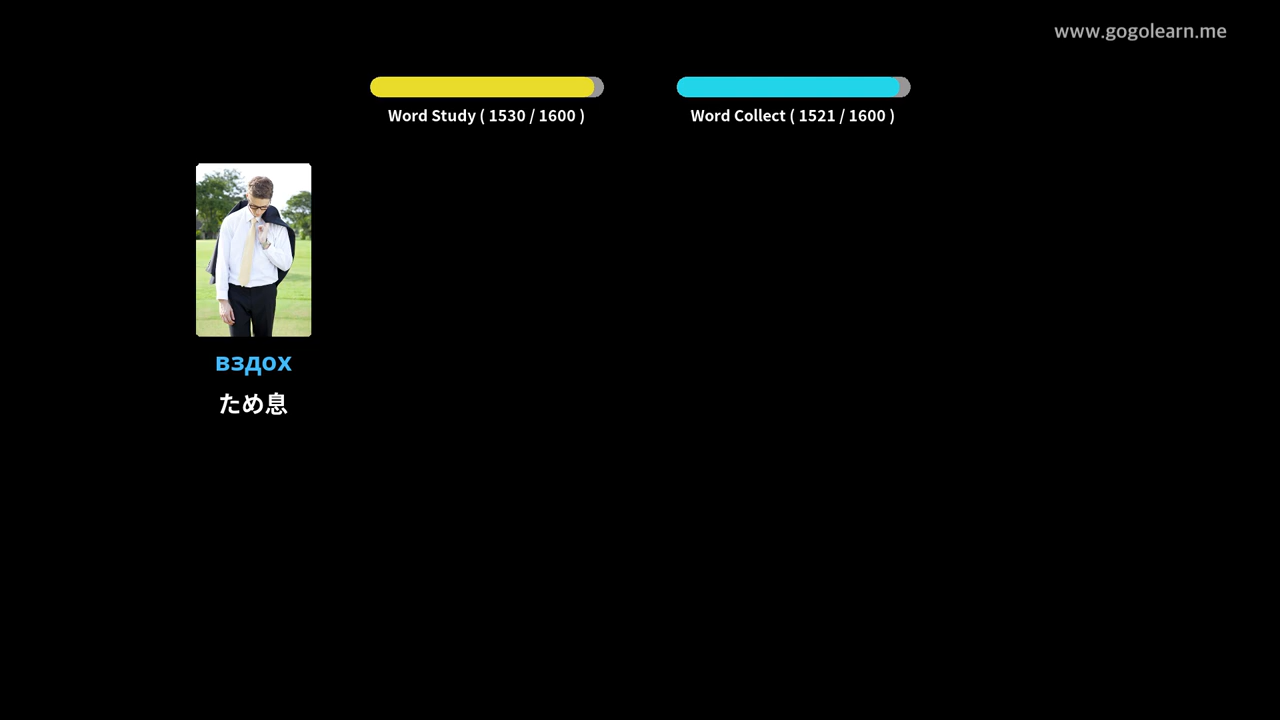 www.gogolearn.me
Word Study ( 1530 / 1600 )
Word Collect ( 1521 / 1600 )
вздох
ため息